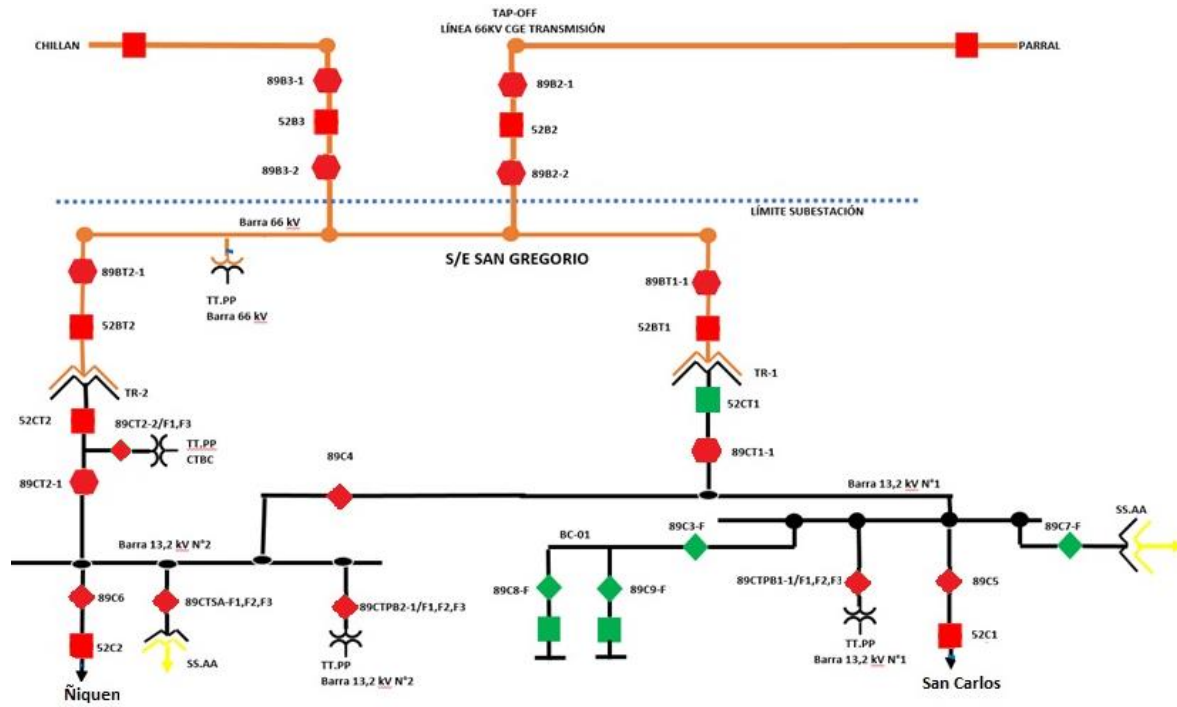 TAP-OFF
LÍNEA 66KV CGE TRANSMISIÓN
CHILLAN
PARRAL
89B3-1
89B2-1
52B3
52B2
89B3-2
89B2-2
LÍMITE SUBESTACIÓN
Barra 66 kV
S/E SAN GREGORIO
89BT2-1
89BT1-1
TT.PP
Barra 66 kV
52BT2
52BT1
TR-2
TR-1
52CT2
52CT1
89CT2-2/F1,F3
TT.PP
CTBC
89C4
89CT1-1
89CT2-1
Barra 13,2 kV N°1
SS.AA
BC-01
89C3-F
89C7-F
Barra 13,2 kV N°2
89C6
89CTSA-F1,F2,F3
89CTPB2-1/F1,F2,F3
89C8-F
89C9-F
89CTPB1-1/F1,F2,F3
89C5
52C2
SS.AA
TT.PP
Barra 13,2 kV N°2
TT.PP
Barra 13,2 kV N°1
52C1
Ñiquen
San Carlos